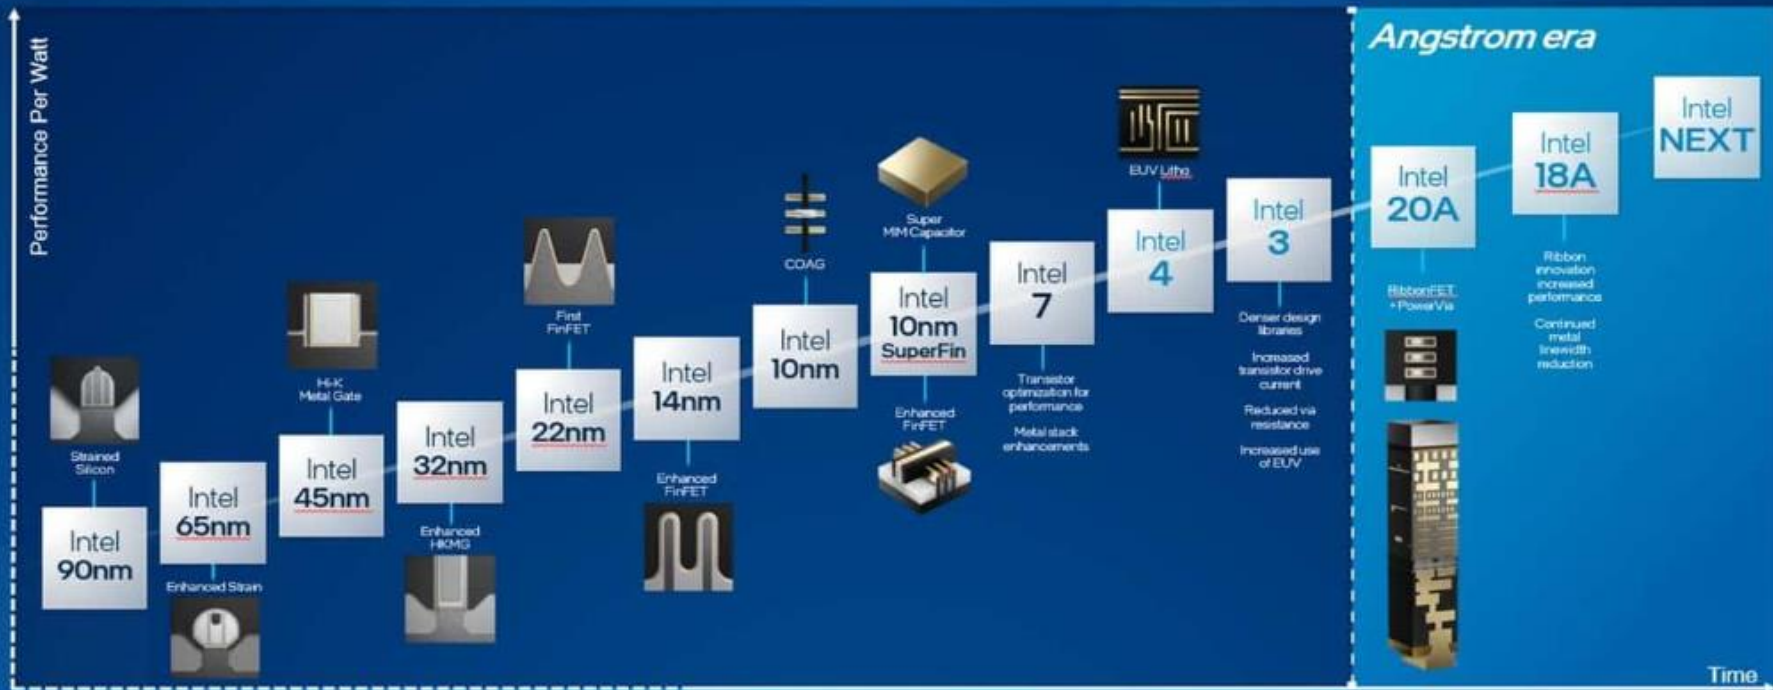 Performance Per Watt
Angstrom era
Strained
Silicon
Intel
90nm
Intel
65nm
Enhanced Strain
Hi-K
Metal Gate
Intel
45nm
Intel
32nm
Enhanced
HKMG
First
FinFET
Intel
22nm
Intel
14nm
Enhanced
FinFET
COAG
Intel
10nm
Super
MIM Capacitor
Intel
10nm
SuperFin
Enhanced
FinFET
Intel
7
Transistor
optimization for
performance
Metal stack
enhancements
EUV Litho
Intel
4
Intel
3
Denser design
libraries
Increased
transistor drive
current
Reduced via
resistance
Increased use
of EUV
Intel
20A
RibbonFET
+ PowerVia
Intel
18A
Ribbon
innovation
increased
performance
Continued
metal
linewidth
reduction
Intel
NEXT
Time